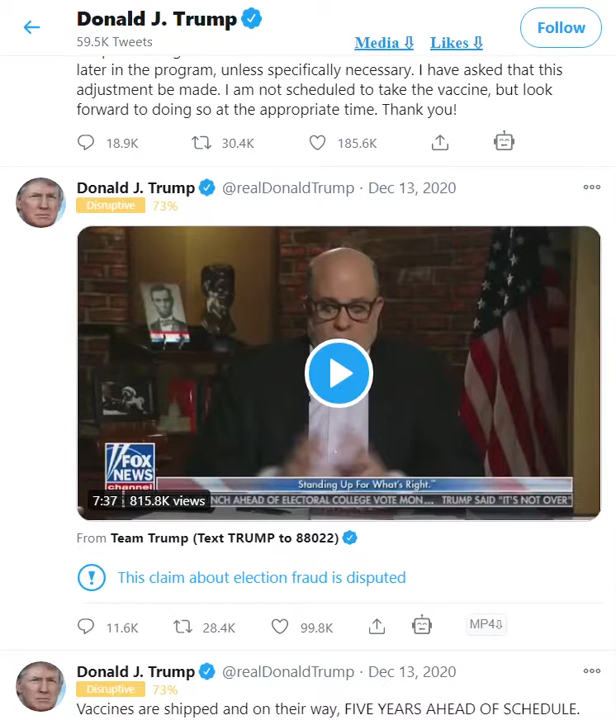 Donald J. Trump
59.5K Tweets
Media ⇩ Likes ⇩
Follow
later in the program, unless specifically necessary. I have asked that this
adjustment be made. I am not scheduled to take the vaccine, but look
forward to doing so at the appropriate time. Thank you!
18.9K 30.4K 185.6K
Donald J. Trump @realDonaldTrump · Dec 13, 2020
Disruptive 73%
FOX
NEWS
channel
Standing Up For What's Right.™
NCH AHEAD OF ELECTORAL COLLEGE VOTE MON... TRUMP SAID "IT'S NOT OVER"
7:37 815.8K views
From Team Trump (Text TRUMP to 88022)
This claim about election fraud is disputed
11.6K 28.4K 99.8K MP4⇩
Donald J. Trump @realDonaldTrump · Dec 13, 2020
Disruptive 73%
Vaccines are shipped and on their way, FIVE YEARS AHEAD OF SCHEDULE.